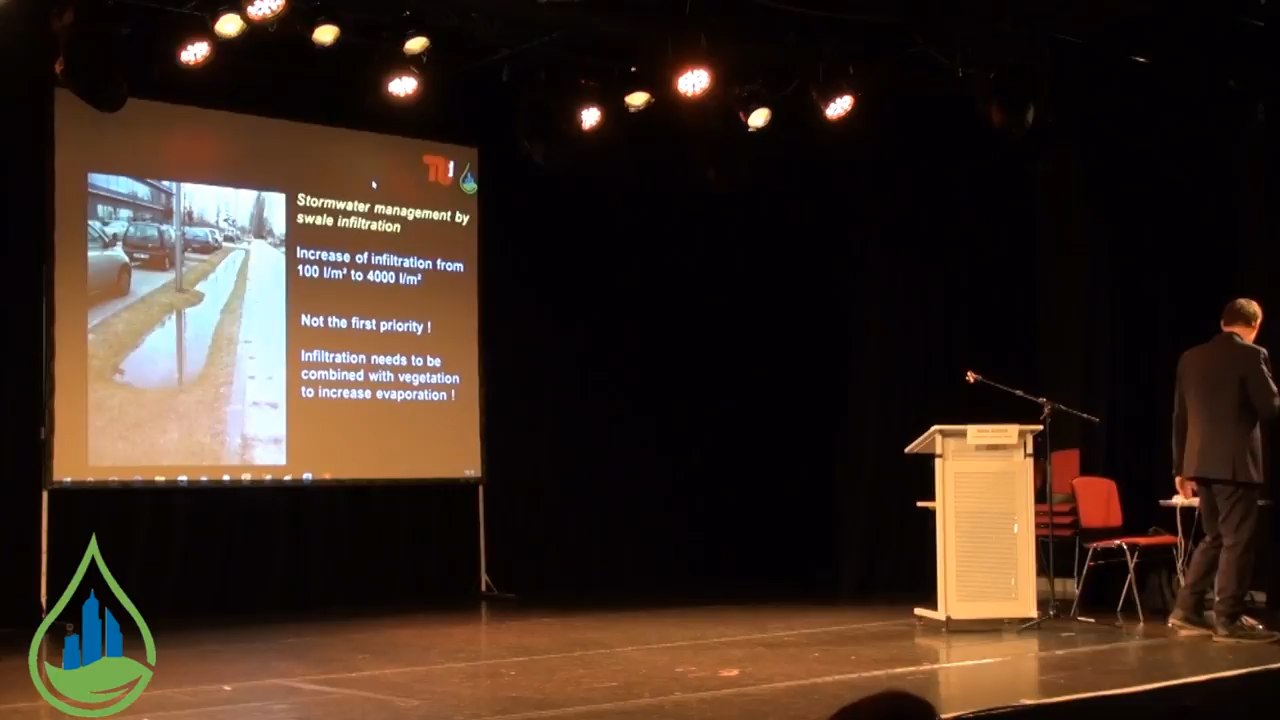 Stormwater management by
swale infiltration
Increase of infiltration from
100 l/m² to 4000 l/m²
Not the first priority !
Infiltration needs to be
combined with vegetation
to increase evaporation !